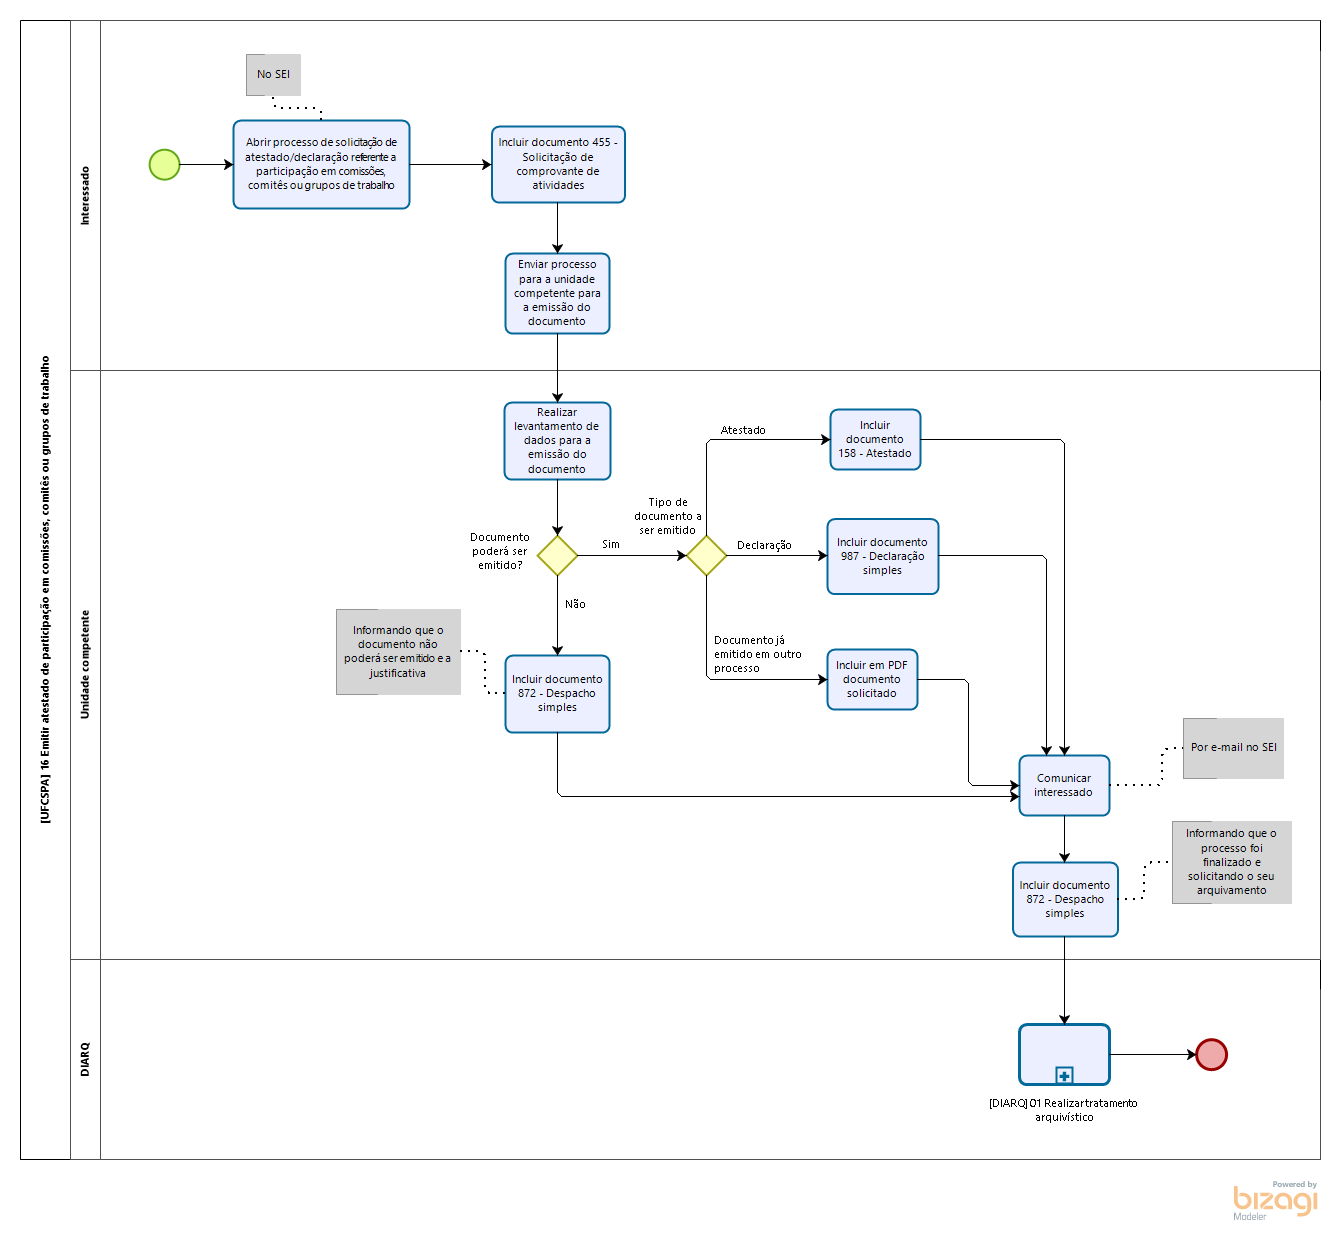 [UFCSPA] 16 Emitir atestado de participação em comissões, comitês ou grupos de trabalho
Interessado
No SEI
Abrir processo de solicitação de
atestado/declaração referente a
participação em comissões,
comitês ou grupos de trabalho
Incluir documento 455 -
Solicitação de
comprovante de
atividades
Enviar processo
para a unidade
competente para
a emissão do
documento
Unidade competente
Realizar
levantamento de
dados para a
emissão do
documento
Documento
poderá ser
emitido?
Sim
Não
Tipo de
documento a
ser emitido
Atestado
Incluir
documento
158 - Atestado
Declaração
Incluir documento
987 - Declaração
simples
Documento já
emitido em outro
processo
Incluir em PDF
documento
solicitado
Informando que o
documento não
poderá ser emitido e a
justificativa
Incluir documento
872 - Despacho
simples
Comunicar
interessado
Por e-mail no SEI
Incluir documento
872 - Despacho
simples
Informando que o
processo foi
finalizado e
solicitando o seu
arquivamento
DIARQ
[DIARQ] 01 Realizar tratamento
arquivístico
Powered by
bizagi
Modeler